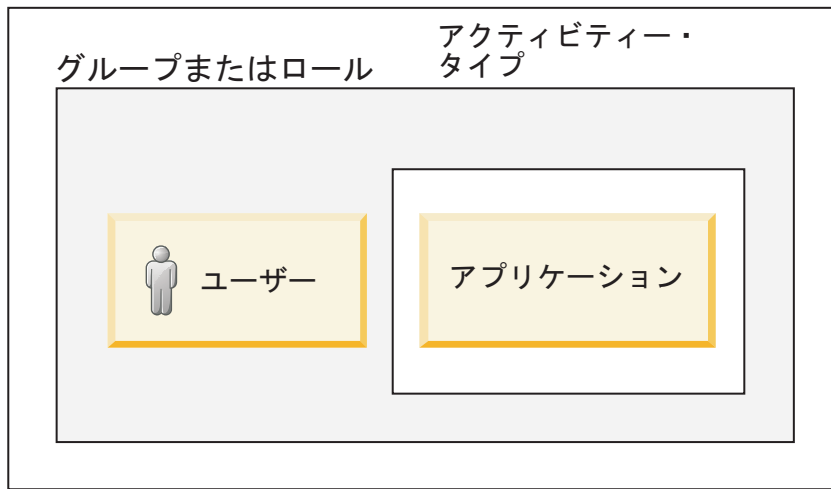 グループまたはロール
アクティビティー・
タイプ
ユーザー
アプリケーション